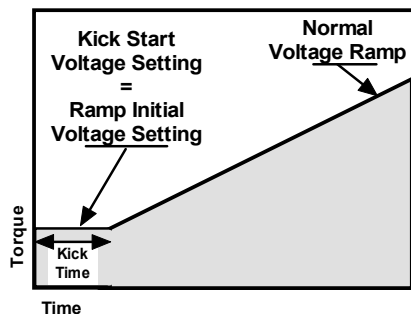 Kick Start
Voltage Setting
=
Ramp Initial
Voltage Setting
Normal
Voltage Ramp
Torque
Kick
Time
Time